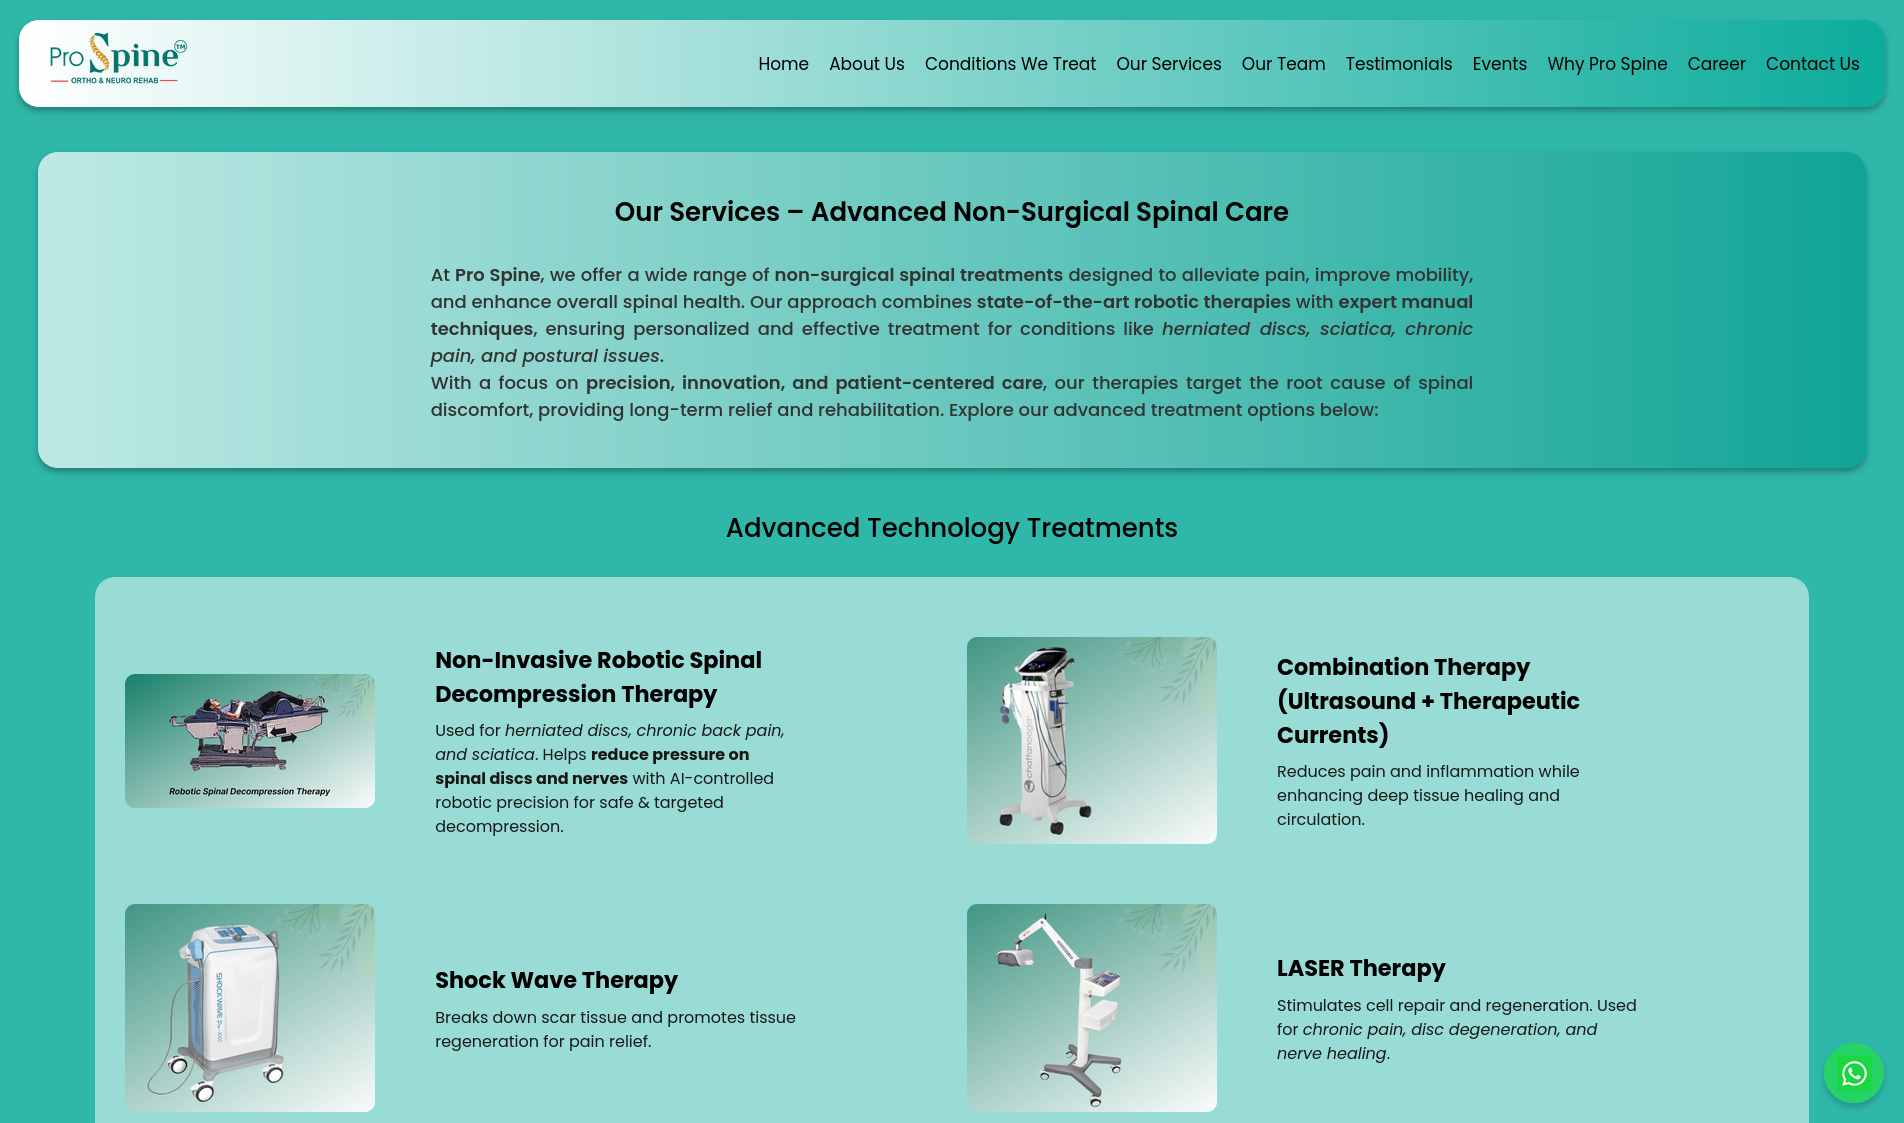 Pro Spine TM
ORTHO & NEURO REHAB
Home About Us Conditions We Treat Our Services Our Team Testimonials Events Why Pro Spine Career Contact Us
Our Services – Advanced Non-Surgical Spinal Care
At Pro Spine, we offer a wide range of non-surgical spinal treatments designed to alleviate pain, improve mobility,
and enhance overall spinal health. Our approach combines state-of-the-art robotic therapies with expert manual
techniques, ensuring personalized and effective treatment for conditions like herniated discs, sciatica, chronic
pain, and postural issues.
With a focus on precision, innovation, and patient-centered care, our therapies target the root cause of spinal
discomfort, providing long-term relief and rehabilitation. Explore our advanced treatment options below:
Advanced Technology Treatments
Robotic Spinal Decompression Therapy
Non-Invasive Robotic Spinal
Decompression Therapy
Used for herniated discs, chronic back pain,
and sciatica. Helps reduce pressure on
spinal discs and nerves with AI-controlled
robotic precision for safe & targeted
decompression.
chattanooga
Combination Therapy
(Ultrasound + Therapeutic
Currents)
Reduces pain and inflammation while
enhancing deep tissue healing and
circulation.
SHOCKWAVE
Shock Wave Therapy
Breaks down scar tissue and promotes tissue
regeneration for pain relief.
LASER Therapy
Stimulates cell repair and regeneration. Used
for chronic pain, disc degeneration, and
nerve healing.